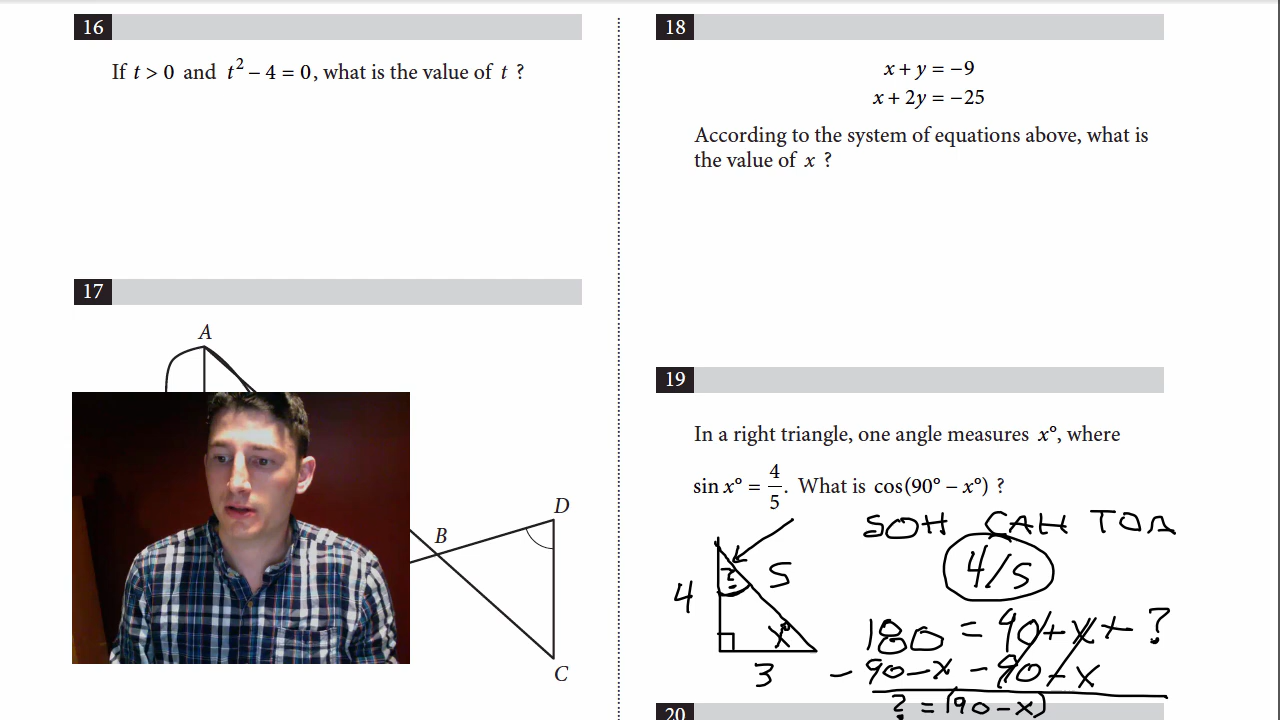 16
If t > 0 and t² – 4 = 0, what is the value of t ?
17
A
B
D
C
18
x + y = –9
x + 2y = –25
According to the system of equations above, what is
the value of x ?
19
In a right triangle, one angle measures x°, where
sin x° = 4/5. What is cos(90° – x°) ?
SOH CAH TOA
4/5
4
?
5
x°
3
180 = 90 + x + ?
– 90 – x – 90 – x
? = (90 – x)
20